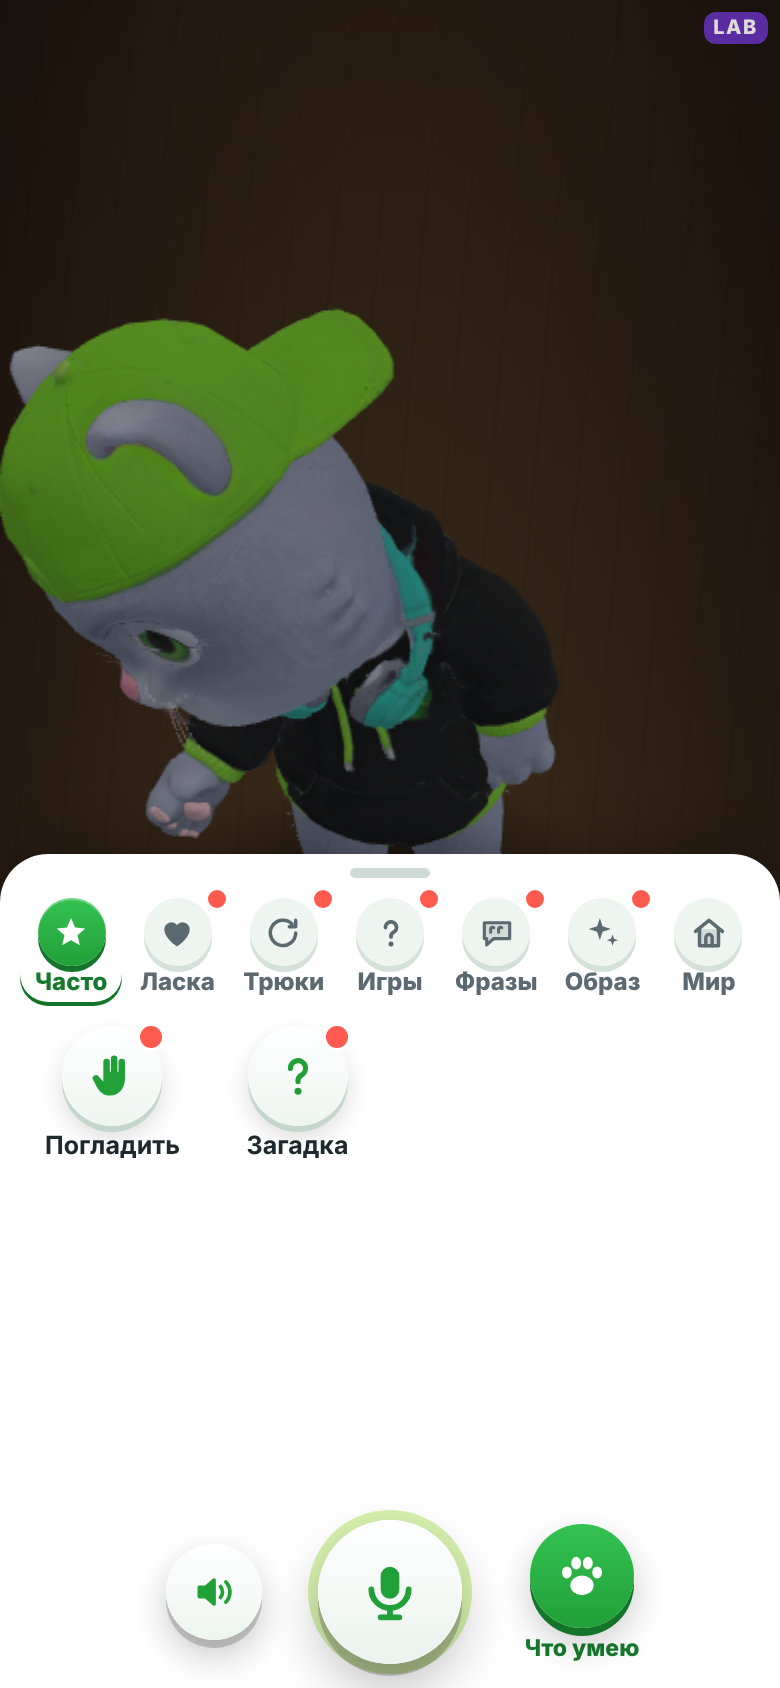 LAB
Часто
Ласка
Трюки
Игры
Фразы
Образ
Мир
Погладить
Загадка
Что умею